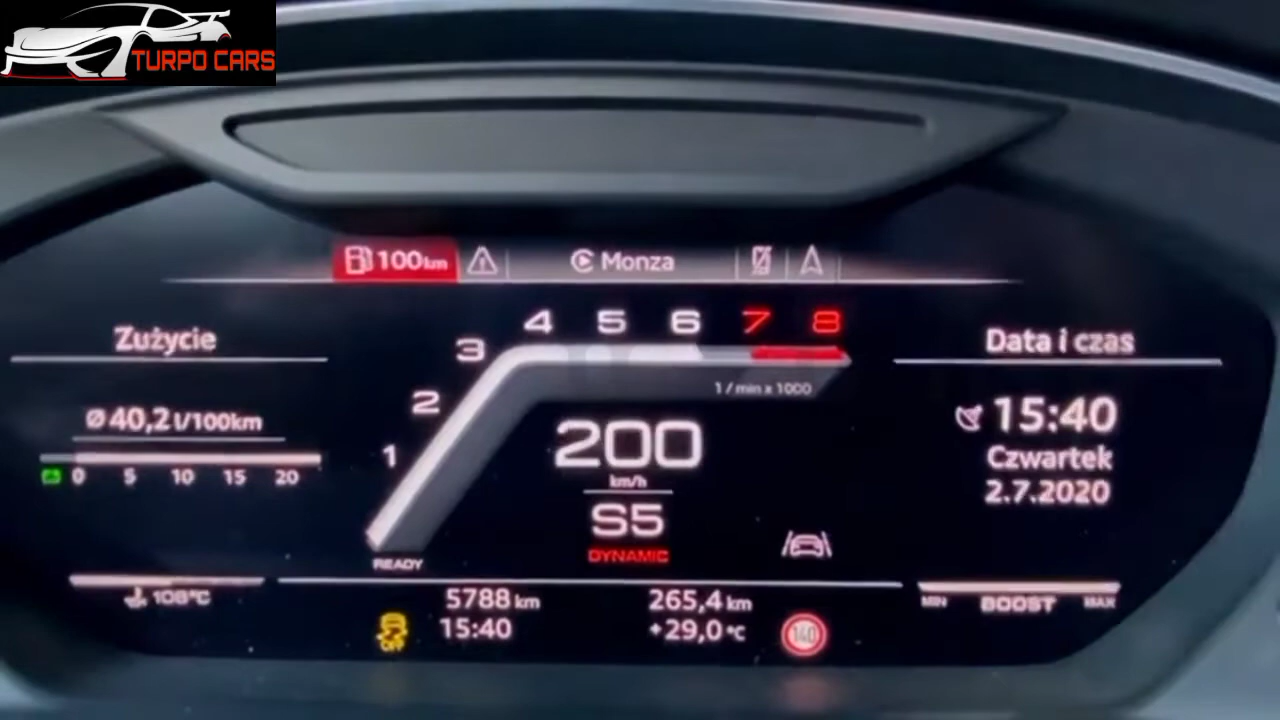 TURPO CARS
100 km
Monza
4 5 6 7 8
3
2
1
1 / min x 1000
Zużycie
Ø 40,2 l/100km
0 5 10 15 20
200
km/h
S5
DYNAMIC
READY
Data i czas
15:40
Czwartek
2.7.2020
108°C
5788 km
15:40
265,4 km
+29,0 °C
OFF
140
MIN BOOST MAX